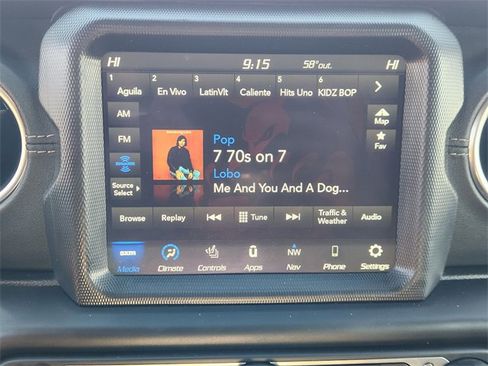 HI 9:15 58° out. HI
1 2 3 4 5 6
Aguila En Vivo LatinVlt Caliente Hits Uno KIDZ BOP
AM
Map
FM
Pop
7 70s on 7
Fav
Lobo
Source
Select
Me And You And A Dog...
Browse Replay Tune Traffic & Weather Audio
sxm NW
Media Climate Controls Apps Nav Phone Settings